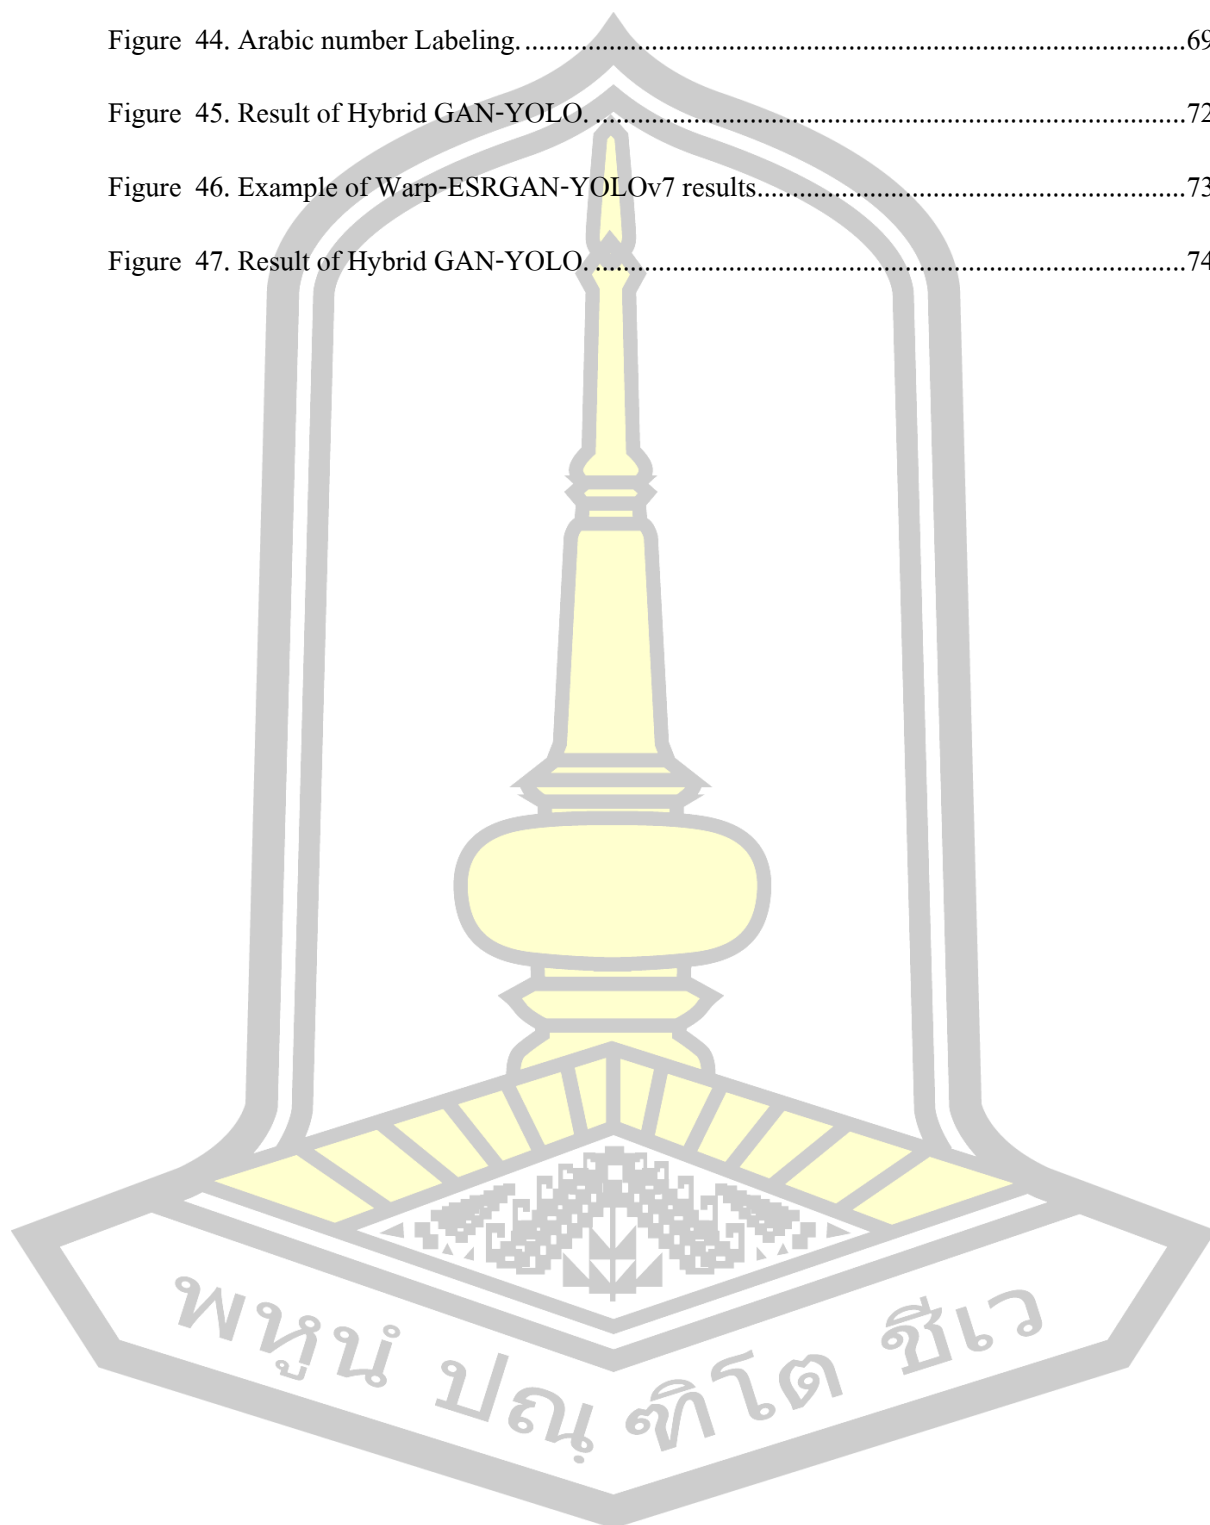 Figure 44. Arabic number Labeling. ........................................................................................................69
Figure 45. Result of Hybrid GAN-YOLO. ...............................................................................................72
Figure 46. Example of Warp-ESRGAN-YOLOv7 results......................................................................73
Figure 47. Result of Hybrid GAN-YOLO. ...............................................................................................74
พหูนํ ปณฺ ฑิโต ชีเว